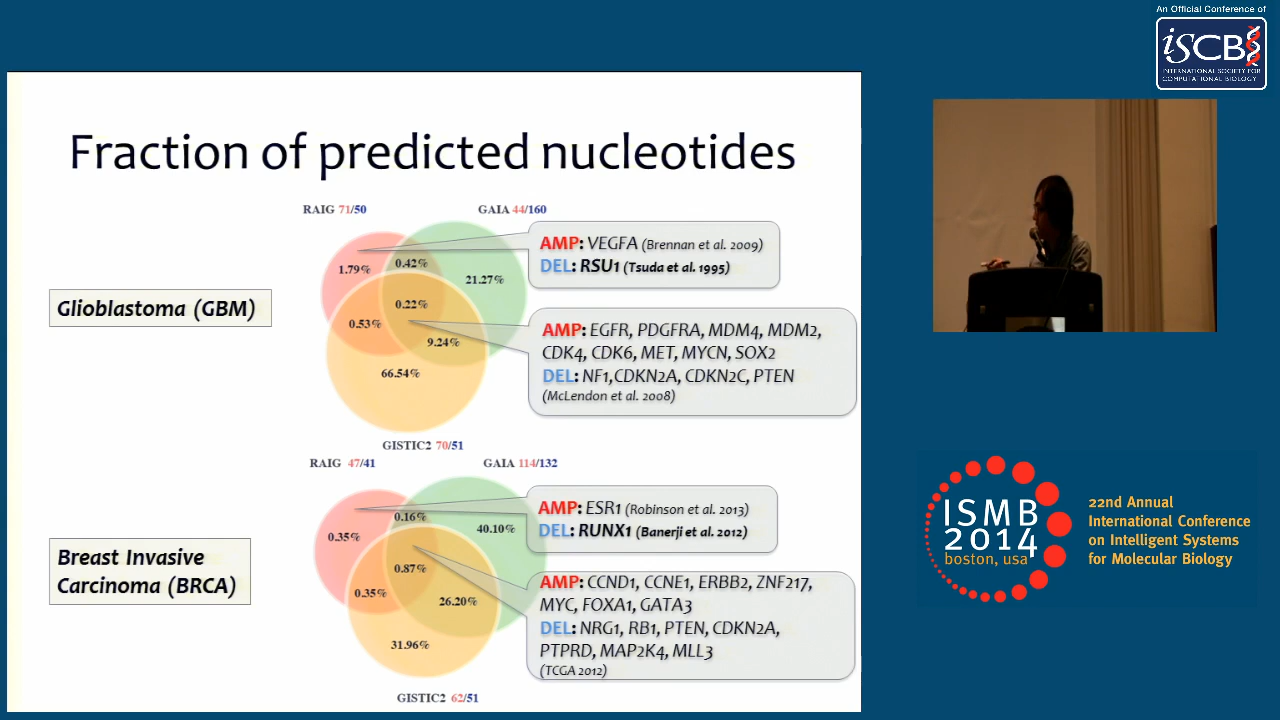 An Official Conference of
iSCB
INTERNATIONAL SOCIETY FOR
COMPUTATIONAL BIOLOGY
Fraction of predicted nucleotides
RAIG 71/50
GAIA 44/160
1.79%
0.42%
21.27%
0.22%
0.53%
9.24%
66.54%
GISTIC2 70/51
AMP: VEGFA (Brennan et al. 2009)
DEL: RSU1 (Tsuda et al. 1995)
Glioblastoma (GBM)
AMP: EGFR, PDGFRA, MDM4, MDM2,
CDK4, CDK6, MET, MYCN, SOX2
DEL: NF1,CDKN2A, CDKN2C, PTEN
(McLendon et al. 2008)
RAIG 47/41
GAIA 114/132
0.35%
0.16%
40.10%
0.87%
0.35%
26.20%
31.96%
GISTIC2 62/51
AMP: ESR1 (Robinson et al. 2013)
DEL: RUNX1 (Banerji et al. 2012)
Breast Invasive
Carcinoma (BRCA)
AMP: CCND1, CCNE1, ERBB2, ZNF217,
MYC, FOXA1, GATA3
DEL: NRG1, RB1, PTEN, CDKN2A,
PTPRD, MAP2K4, MLL3
(TCGA 2012)
ISMB
2014
boston, usa
22nd Annual
International Conference
on Intelligent Systems
for Molecular Biology